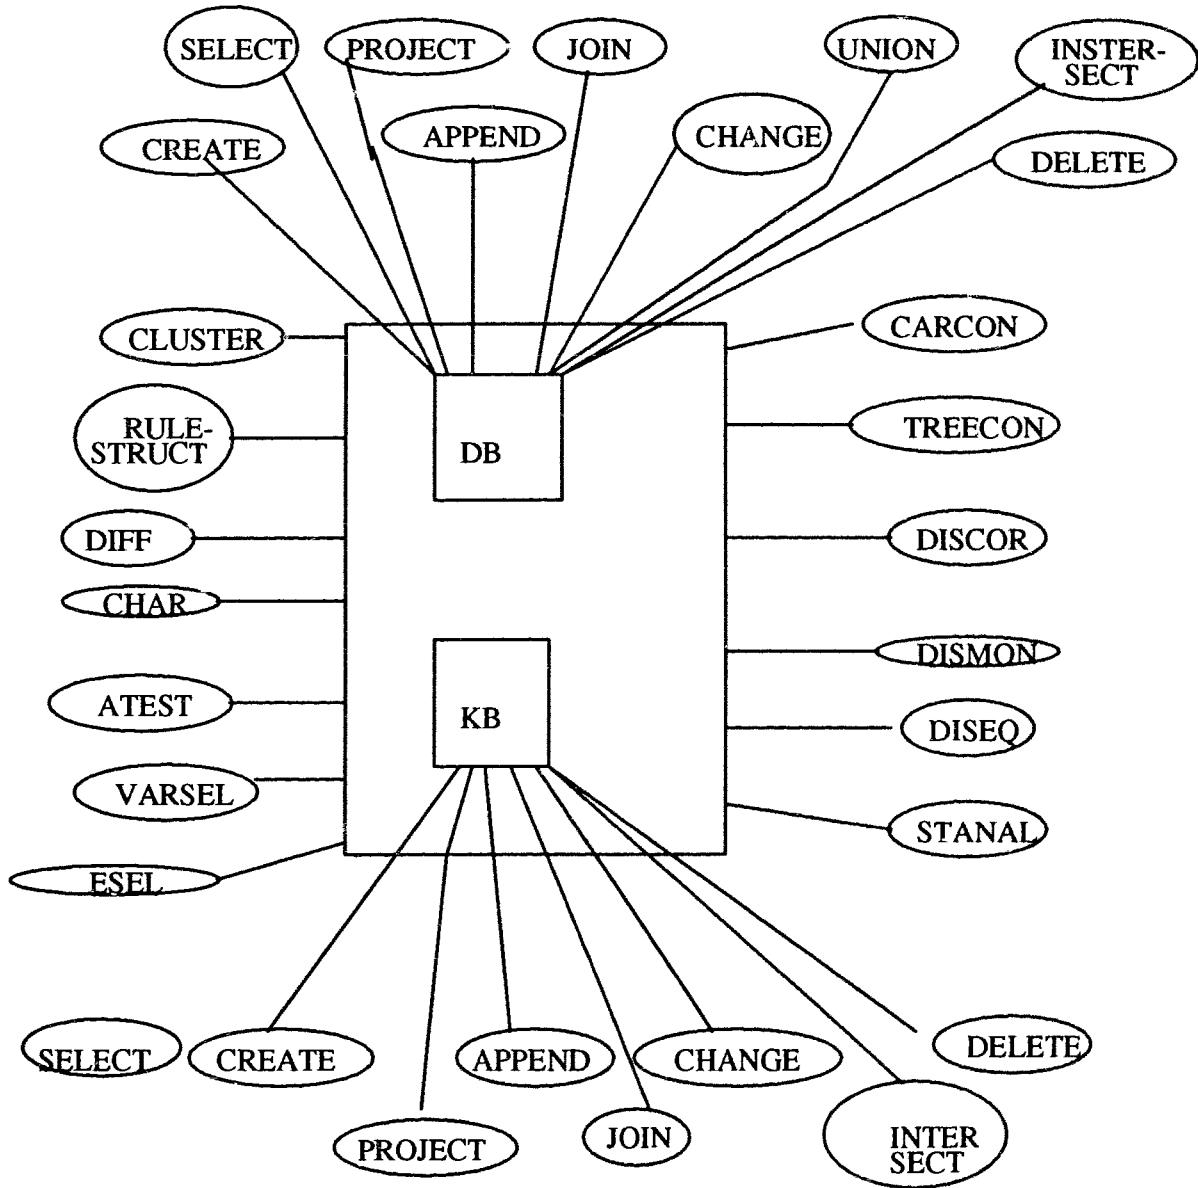 SELECT
PROJECT
JOIN
UNION
INSTER-
SECT
CREATE
APPEND
CHANGE
DELETE
CLUSTER
CARCON
RULE-
STRUCT
TREECON
DB
DIFF
DISCOR
CHAR
DISMON
ATEST
KB
DISEQ
VARSEL
STANAL
ESEL
SELECT
CREATE
APPEND
CHANGE
DELETE
PROJECT
JOIN
INTER
SECT